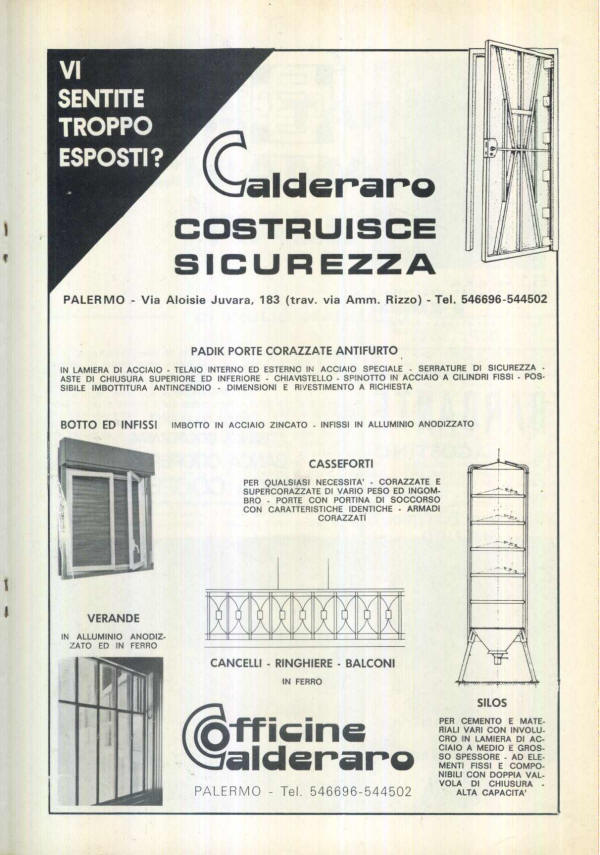 VI
SENTITE
TROPPO
ESPOSTI?
Calderaro
COSTRUISCE
SICUREZZA
PALERMO - Via Aloisie Juvara, 183 (trav. via Amm. Rizzo) - Tel. 546696-544502
PADIK PORTE CORAZZATE ANTIFURTO
IN LAMIERA DI ACCIAIO - TELAIO INTERNO ED ESTERNO IN ACCIAIO SPECIALE - SERRATURE DI SICUREZZA -
ASTE DI CHIUSURA SUPERIORE ED INFERIORE - CHIAVISTELLO - SPINOTTO IN ACCIAIO A CILINDRI FISSI - POS-
SIBILE IMBOTTITURA ANTINCENDIO - DIMENSIONI E RIVESTIMENTO A RICHIESTA
BOTTO ED INFISSI IMBOTTO IN ACCIAIO ZINCATO - INFISSI IN ALLUMINIO ANODIZZATO
CASSEFORTI
PER QUALSIASI NECESSITA' - CORAZZATE E
SUPERCORAZZATE DI VARIO PESO ED INGOM-
BRO - PORTE CON PORTINA DI SOCCORSO
CON CARATTERISTICHE IDENTICHE - ARMADI
CORAZZATI
VERANDE
IN ALLUMINIO ANODIZ-
ZATO ED IN FERRO
CANCELLI - RINGHIERE - BALCONI
IN FERRO
SILOS
PER CEMENTO E MATE-
RIALI VARI CON INVOLU-
CRO IN LAMIERA DI AC-
CIAIO A MEDIO E GROS-
SO SPESSORE - AD ELE-
MENTI FISSI E COMPO-
NIBILI CON DOPPIA VAL-
VOLA DI CHIUSURA -
ALTA CAPACITA'
Officine
Calderaro
PALERMO - Tel. 546696-544502